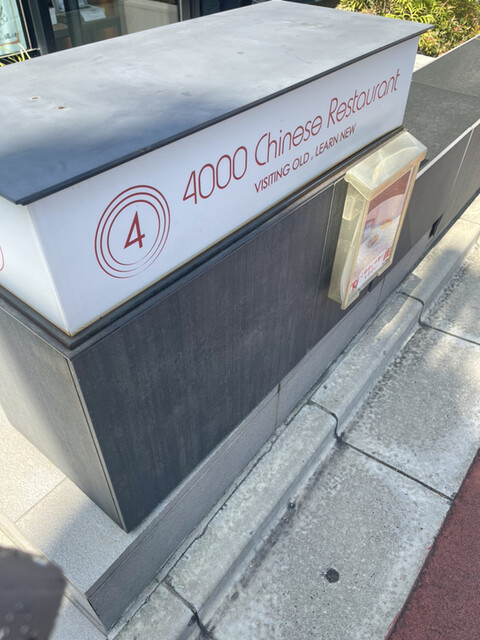 4
4000 Chinese Restaurant
VISITING OLD , LEARN NEW